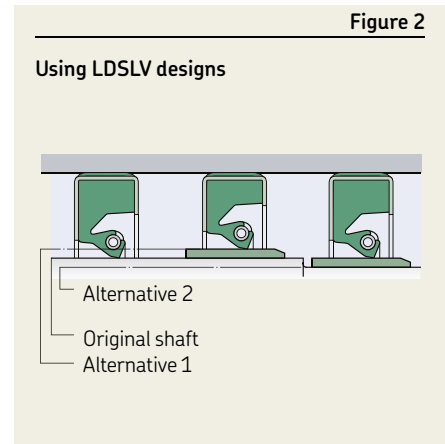 Figure 2
Using LDSLV designs
Alternative 2
Original shaft
Alternative 1